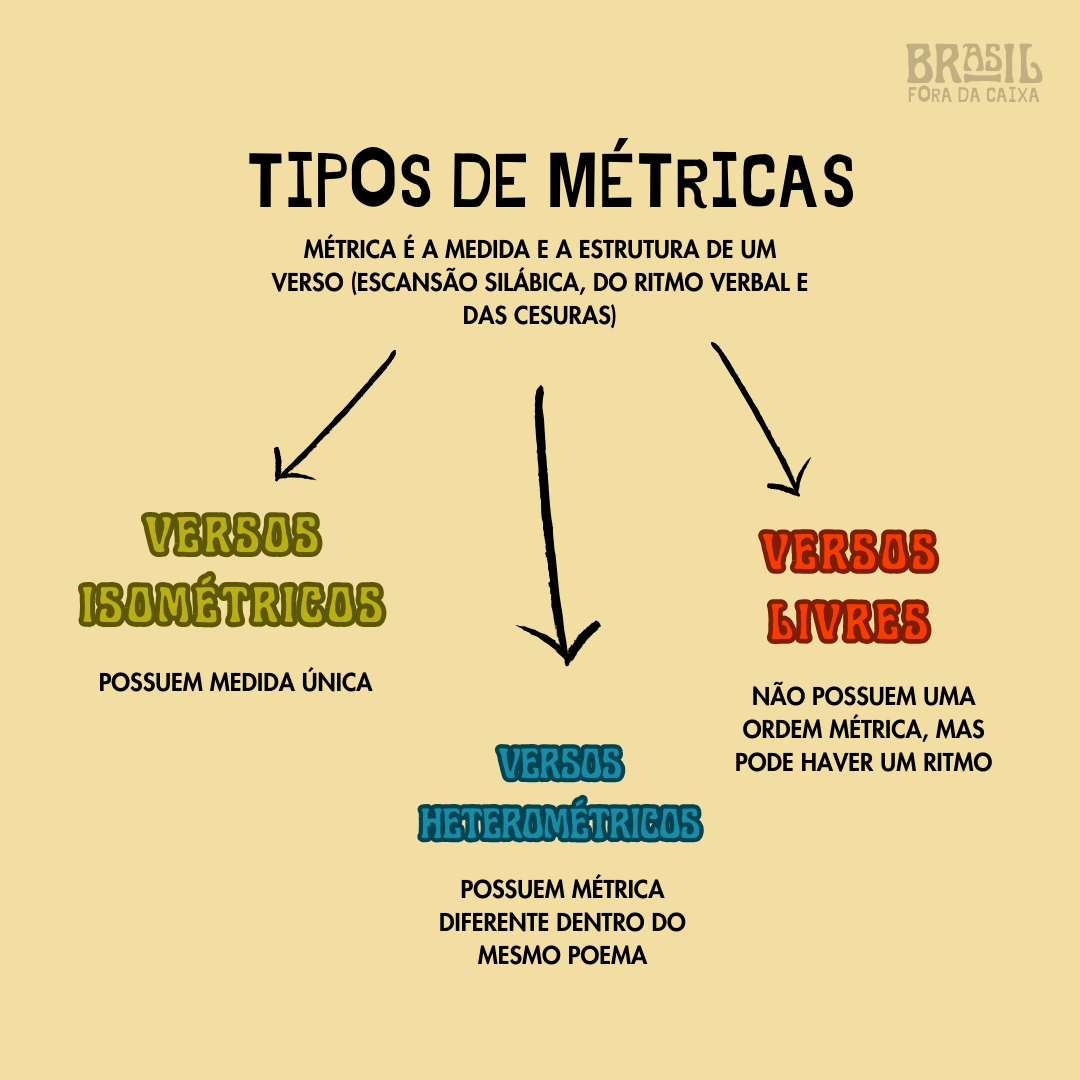 BRASIL
FORA DA CAIXA
TIPOS DE MÉTRICAS
MÉTRICA É A MEDIDA E A ESTRUTURA DE UM
VERSO (ESCANSÃO SILÁBICA, DO RITMO VERBAL E
DAS CESURAS)
VERSOS
ISOMÉTRICOS
POSSUEM MEDIDA ÚNICA
VERSOS
HETEROMÉTRICOS
POSSUEM MÉTRICA
DIFERENTE DENTRO DO
MESMO POEMA
VERSOS
LIVRES
NÃO POSSUEM UMA
ORDEM MÉTRICA, MAS
PODE HAVER UM RITMO